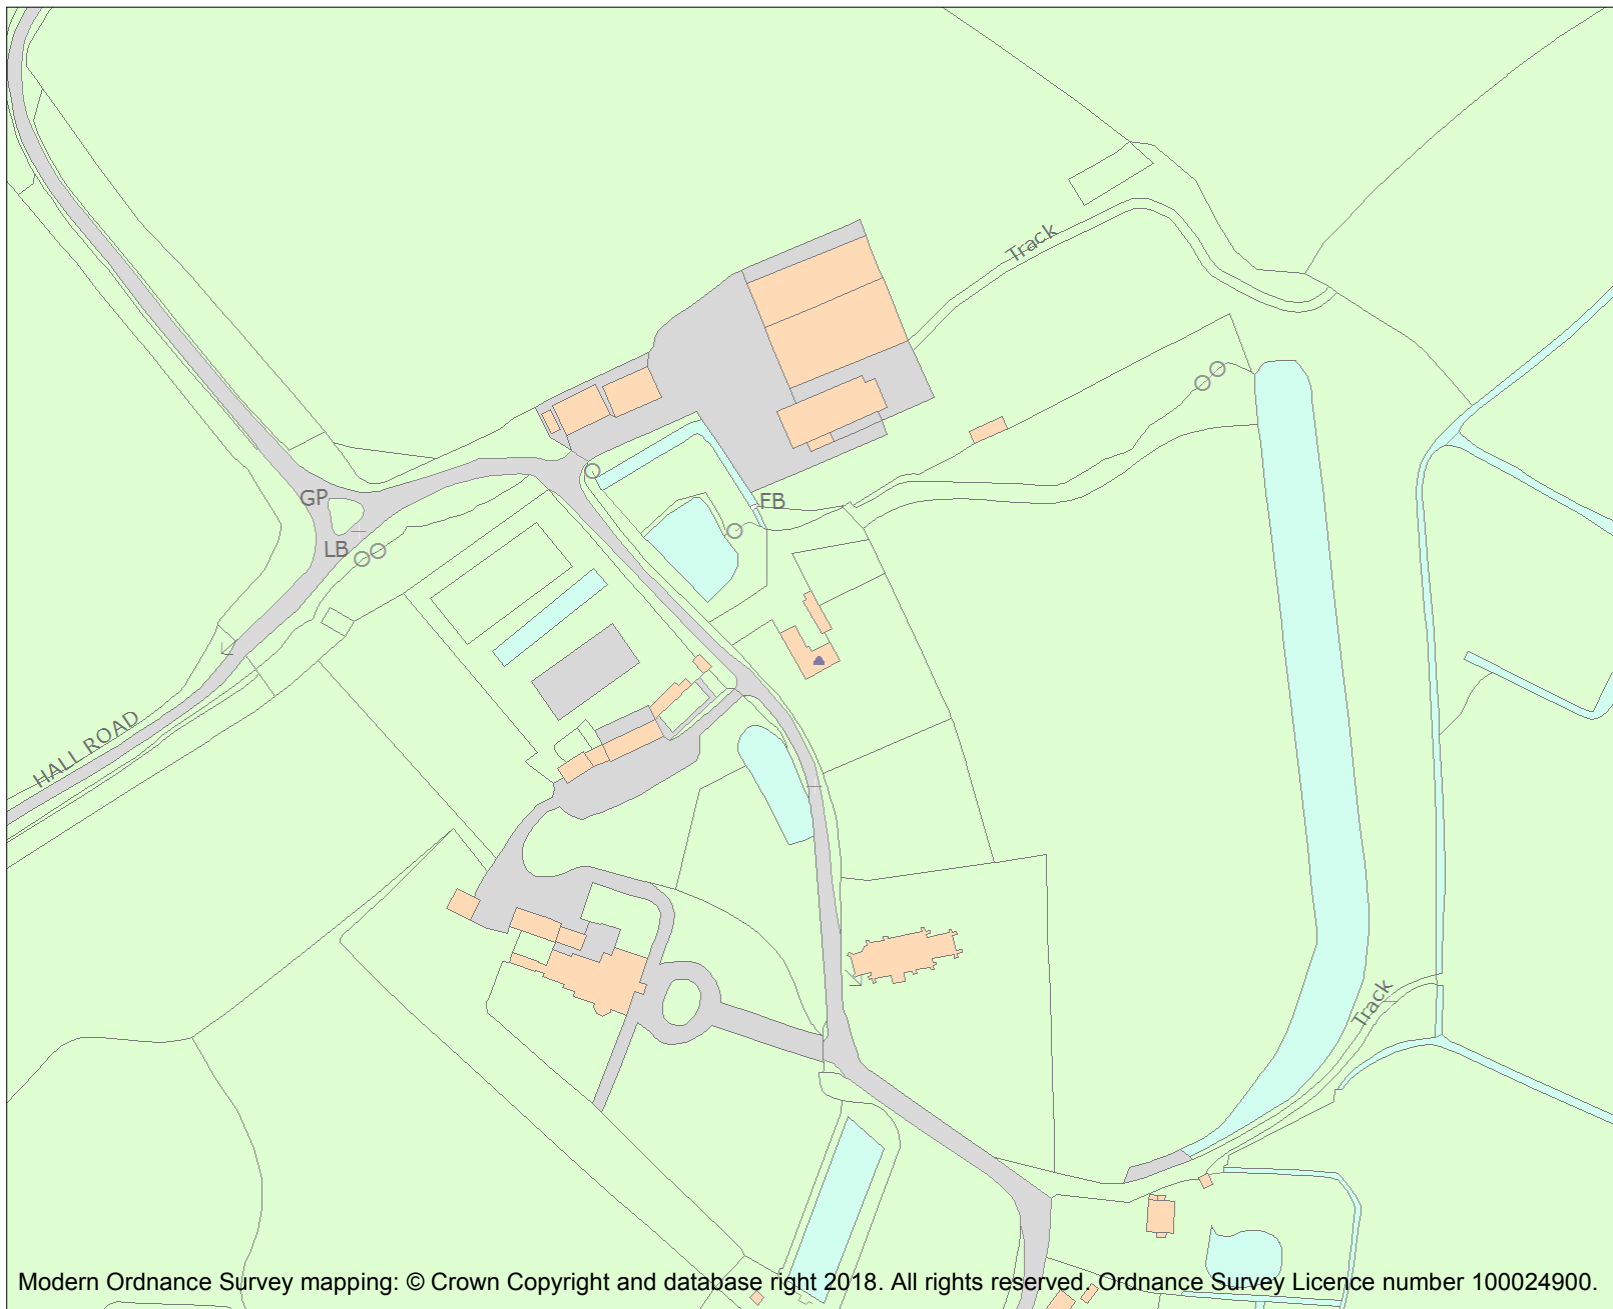 Track
GP
FB
LB
HALL ROAD
Track
Modern Ordnance Survey mapping: © Crown Copyright and database right 2018. All rights reserved. Ordnance Survey Licence number 100024900.